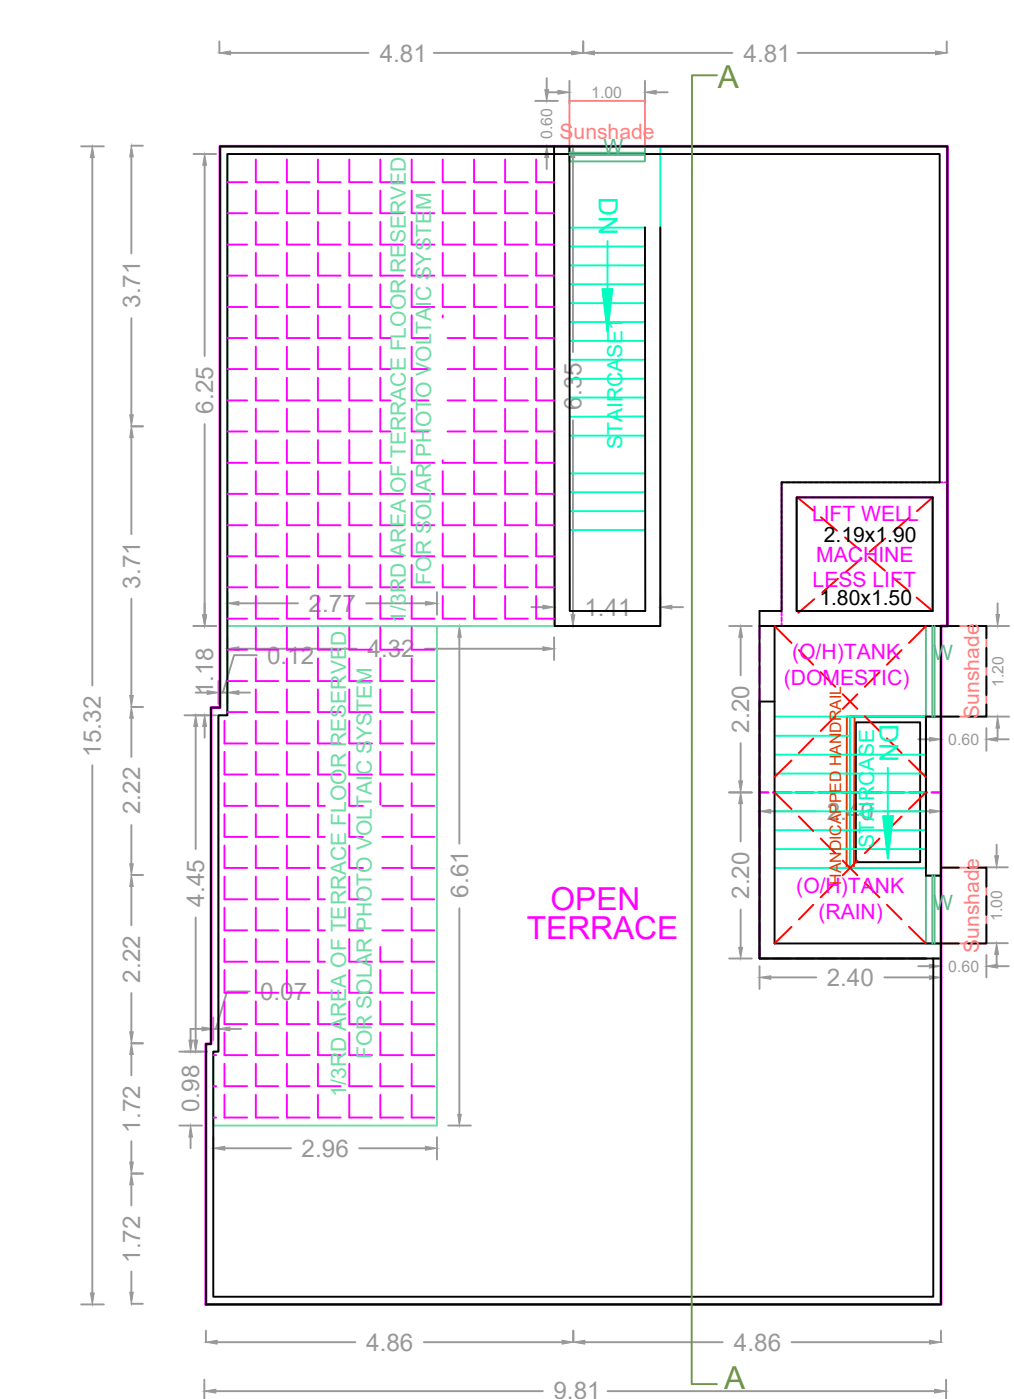 4.81
4.81
A
1.00
0.60
Sunshade
W
DN
STAIRCASE1
6.35
1/3RD AREA OF TERRACE FLOOR RESERVED
FOR SOLAR PHOTO VOLTAIC SYSTEM
3.71
6.25
3.71
15.32
LIFT WELL
2.19x1.90
MACHINE
LESS LIFT
1.80x1.50
2.77
1.41
4.32
0.12
1.18
(O/H)TANK
(DOMESTIC)
W
Sunshade
1.20
0.60
2.20
HANDICAPPED HANDRAIL
STAIRCASE
DN
2.20
(O/H)TANK
(RAIN)
W
Sunshade
1.00
0.60
2.40
1/3RD AREA OF TERRACE FLOOR RESERVED
FOR SOLAR PHOTO VOLTAIC SYSTEM
2.22
4.45
6.61
2.22
OPEN
TERRACE
0.07
0.98
1.72
2.96
1.72
4.86
4.86
A
9.81